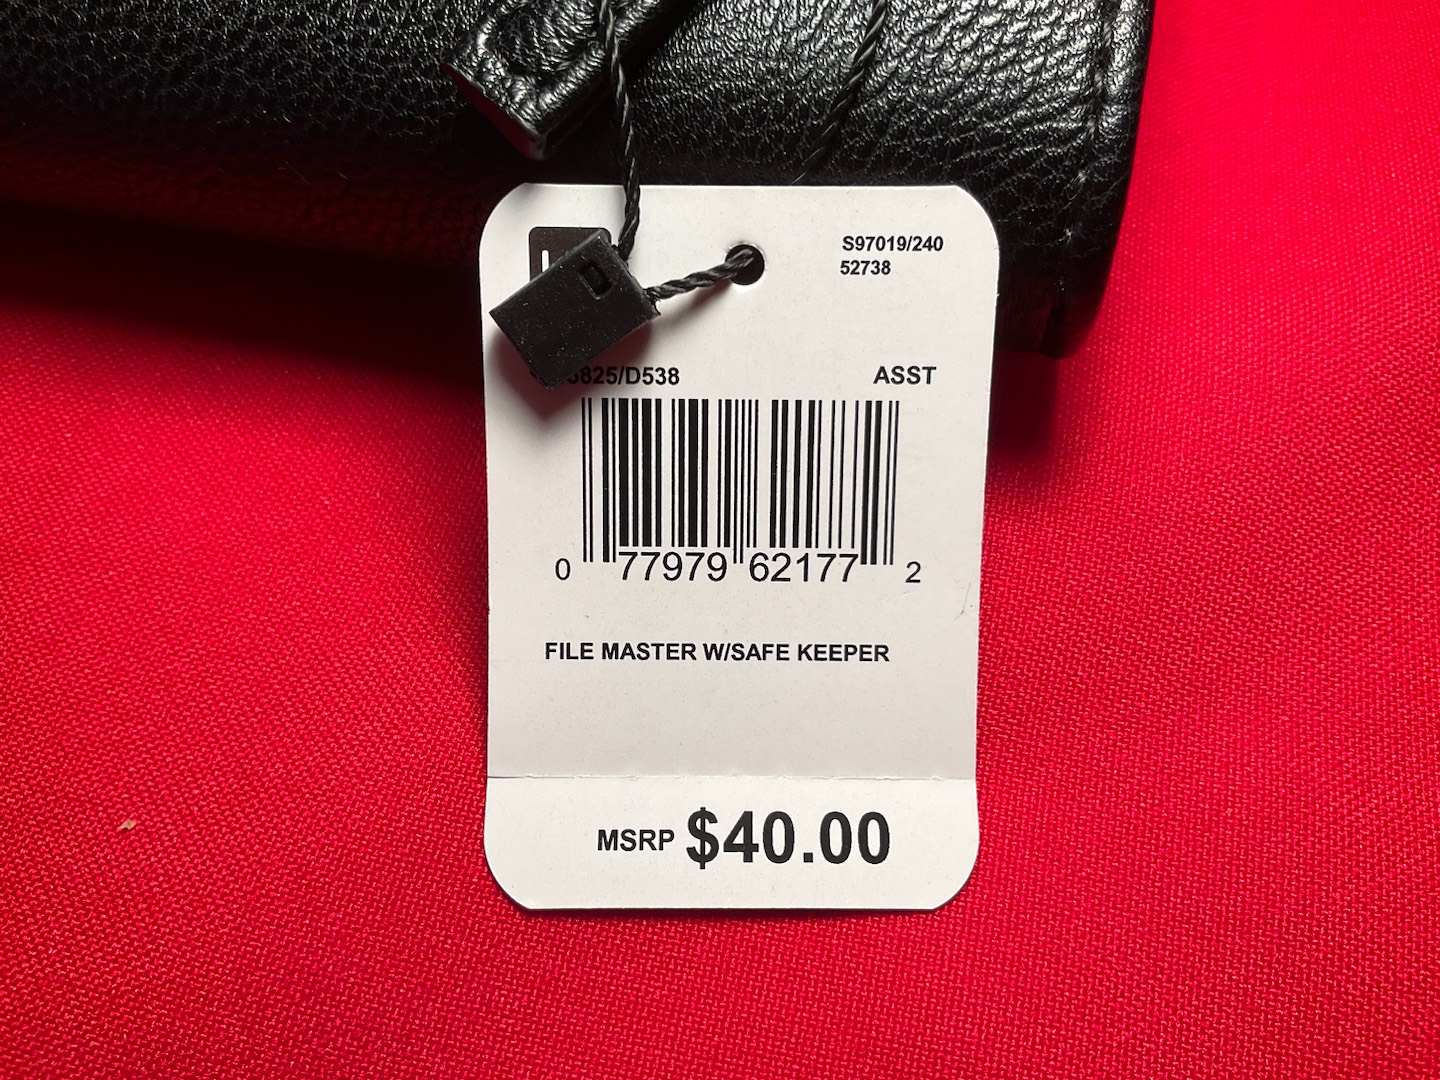 S97019/240
52738
ASST
0 77979 62177 2
FILE MASTER W/SAFE KEEPER
MSRP $40.00